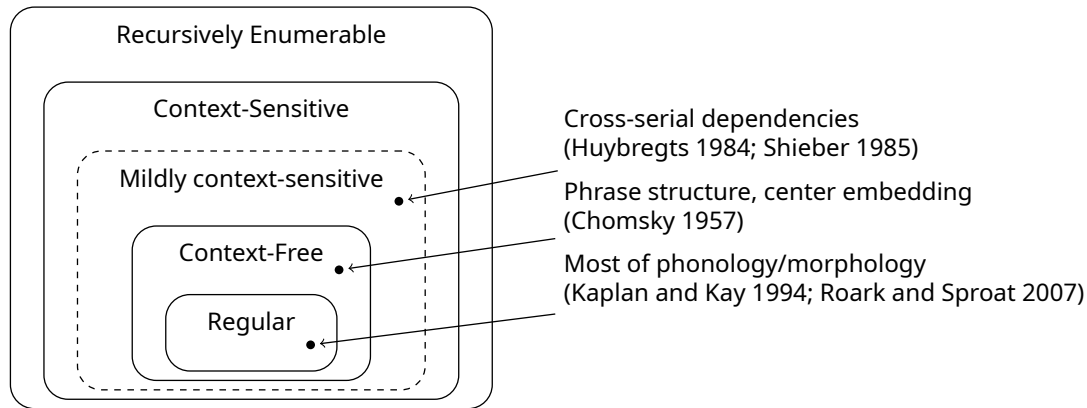 Recursively Enumerable
Context-Sensitive
Mildly context-sensitive
Context-Free
Regular
Cross-serial dependencies
(Huybregts 1984; Shieber 1985)
Phrase structure, center embedding
(Chomsky 1957)
Most of phonology/morphology
(Kaplan and Kay 1994; Roark and Sproat 2007)